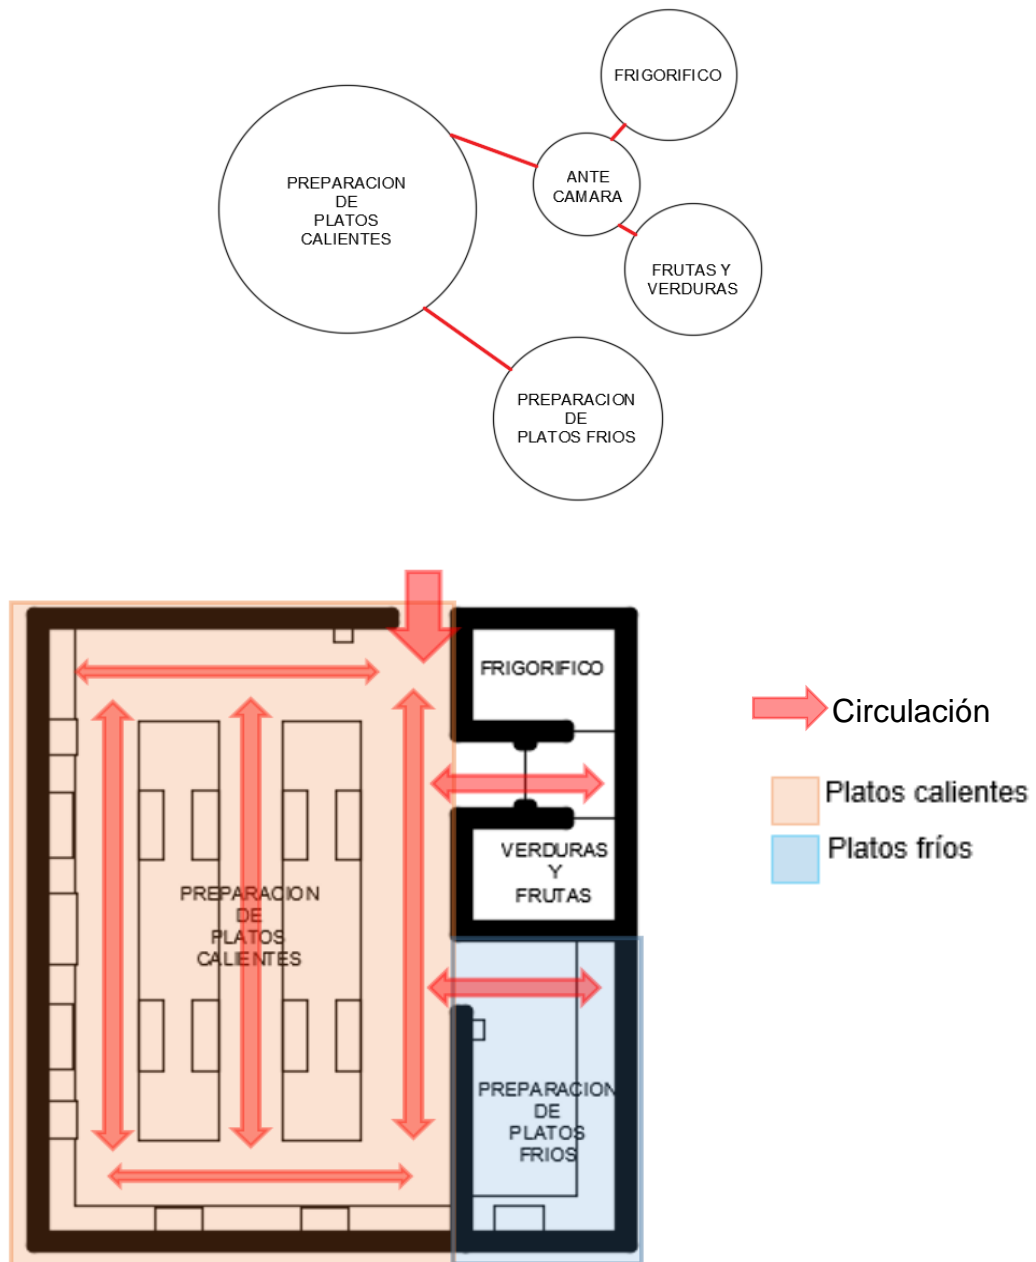 FRIGORIFICO
PREPARACION
DE
PLATOS
CALIENTES
ANTE
CAMARA
FRUTAS Y
VERDURAS
PREPARACION
DE
PLATOS FRIOS
FRIGORIFICO
VERDURAS
Y
FRUTAS
PREPARACION
DE
PLATOS
CALIENTES
PREPARACION
DE
PLATOS
FRIOS
Circulación
Platos calientes
Platos fríos